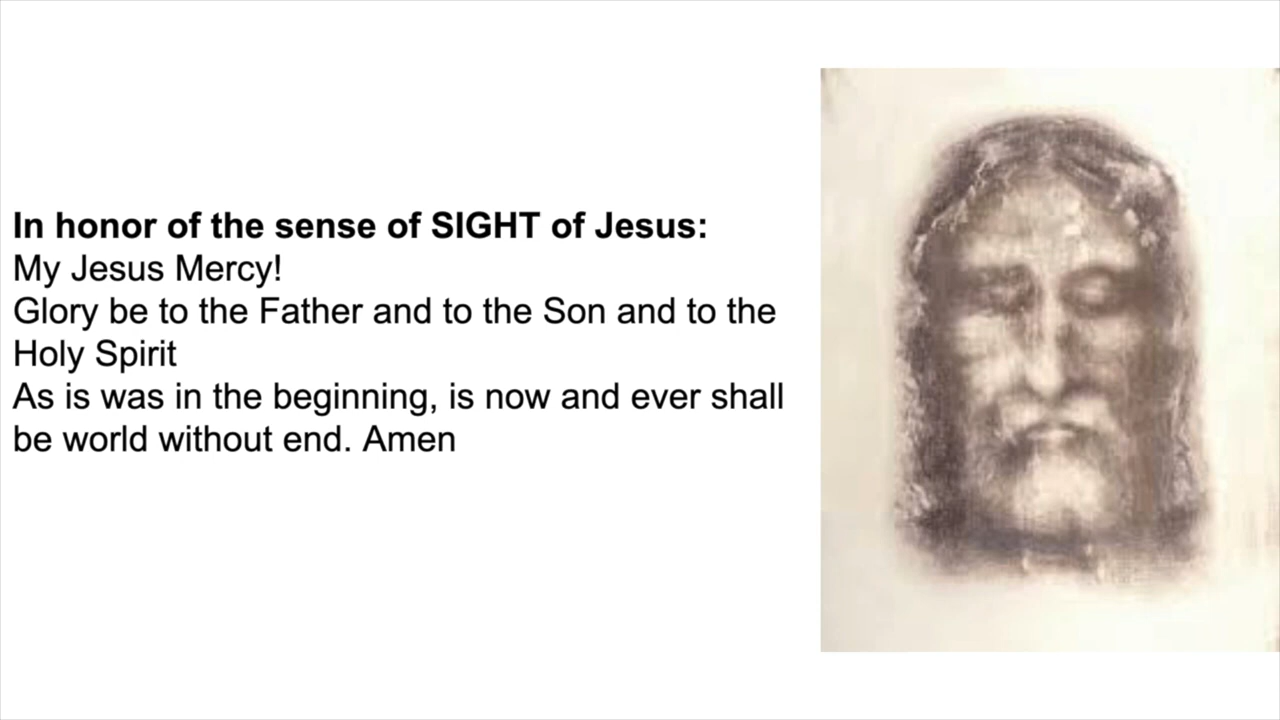 In honor of the sense of SIGHT of Jesus:
My Jesus Mercy!
Glory be to the Father and to the Son and to the
Holy Spirit
As is was in the beginning, is now and ever shall
be world without end. Amen